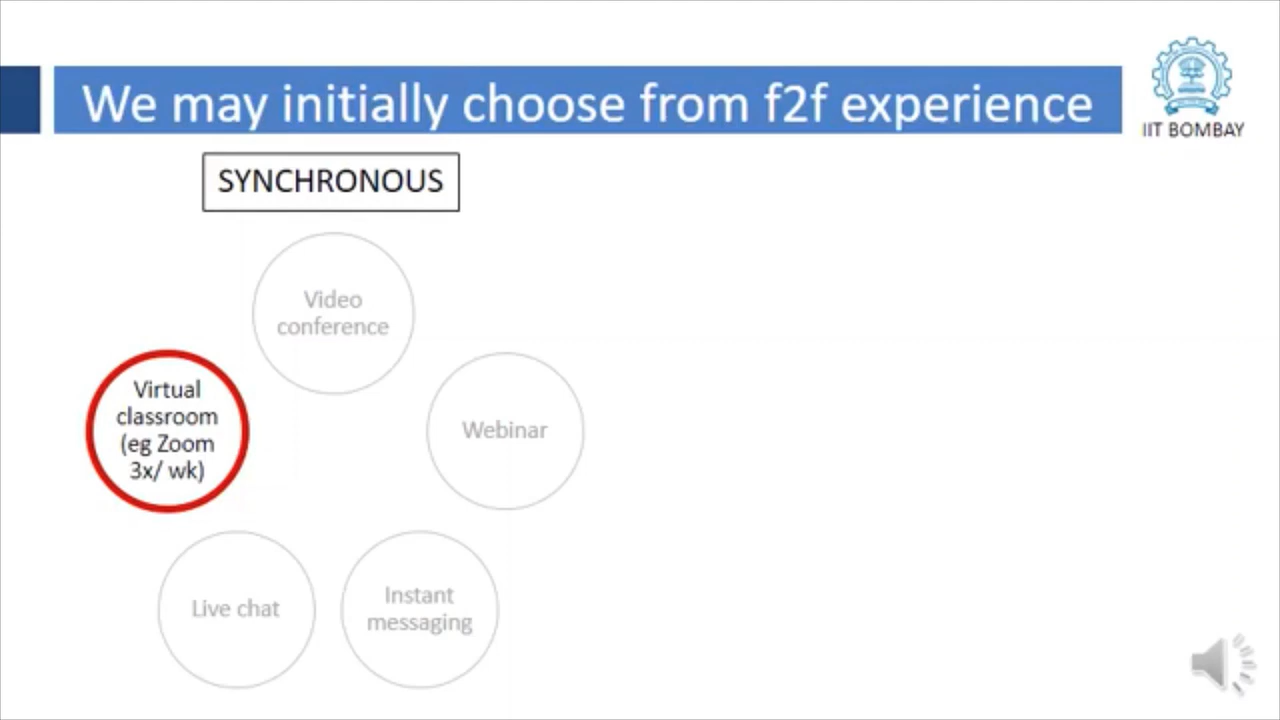 We may initially choose from f2f experience
IIT BOMBAY
SYNCHRONOUS
Video
conference
Virtual
classroom
(eg Zoom
3x/ wk)
Webinar
Live chat
Instant
messaging